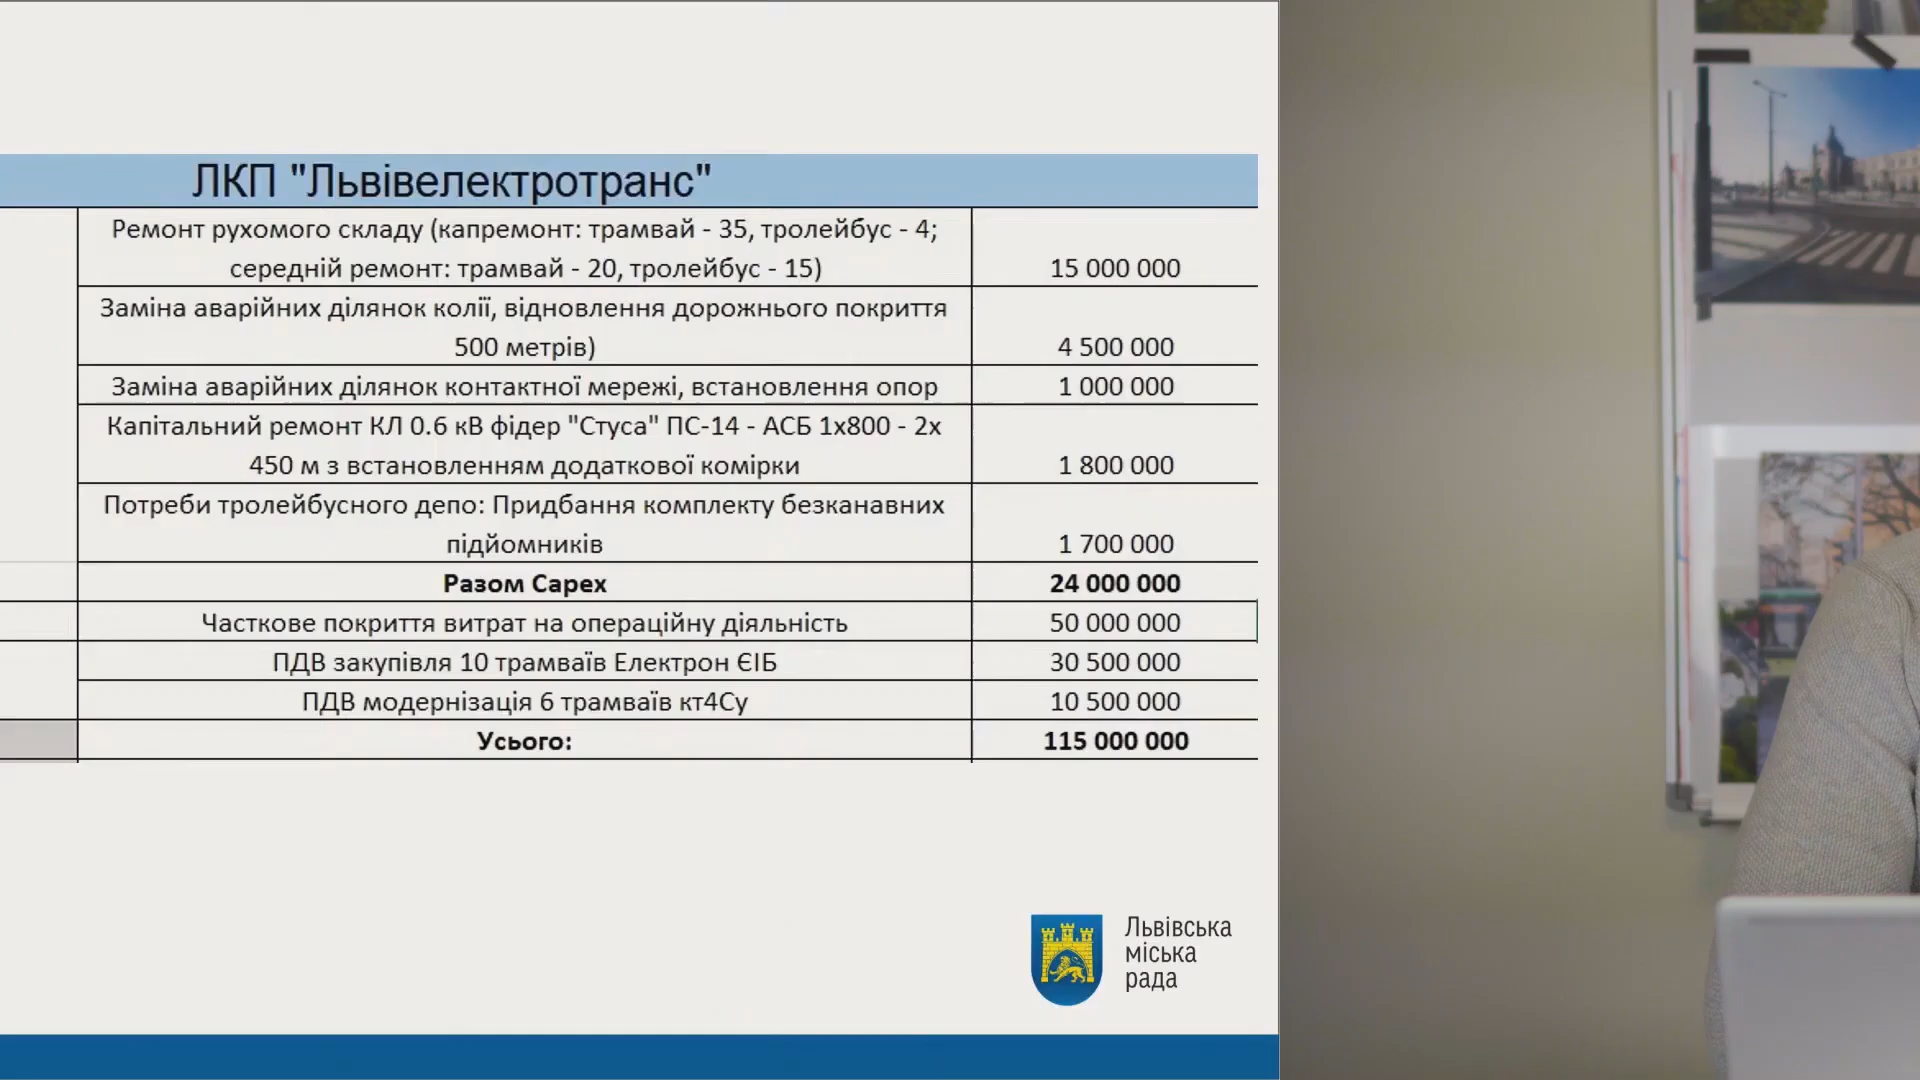 ЛКП "Львівелектротранс"
Ремонт рухомого складу (капремонт: трамвай - 35, тролейбус - 4;
середній ремонт: трамвай - 20, тролейбус - 15)
15 000 000
Заміна аварійних ділянок колії, відновлення дорожнього покриття
500 метрів)
4 500 000
Заміна аварійних ділянок контактної мережі, встановлення опор
1 000 000
Капітальний ремонт КЛ 0.6 кВ фідер "Стуса" ПС-14 - АСБ 1х800 - 2х
450 м з встановленням додаткової комірки
1 800 000
Потреби тролейбусного депо: Придбання комплекту безканавних
підйомників
1 700 000
Разом Capex
24 000 000
Часткове покриття витрат на операційну діяльність
50 000 000
ПДВ закупівля 10 трамваїв Електрон ЄІБ
30 500 000
ПДВ модернізація 6 трамваїв кт4Су
10 500 000
Усього:
115 000 000
Львівська
міська
рада